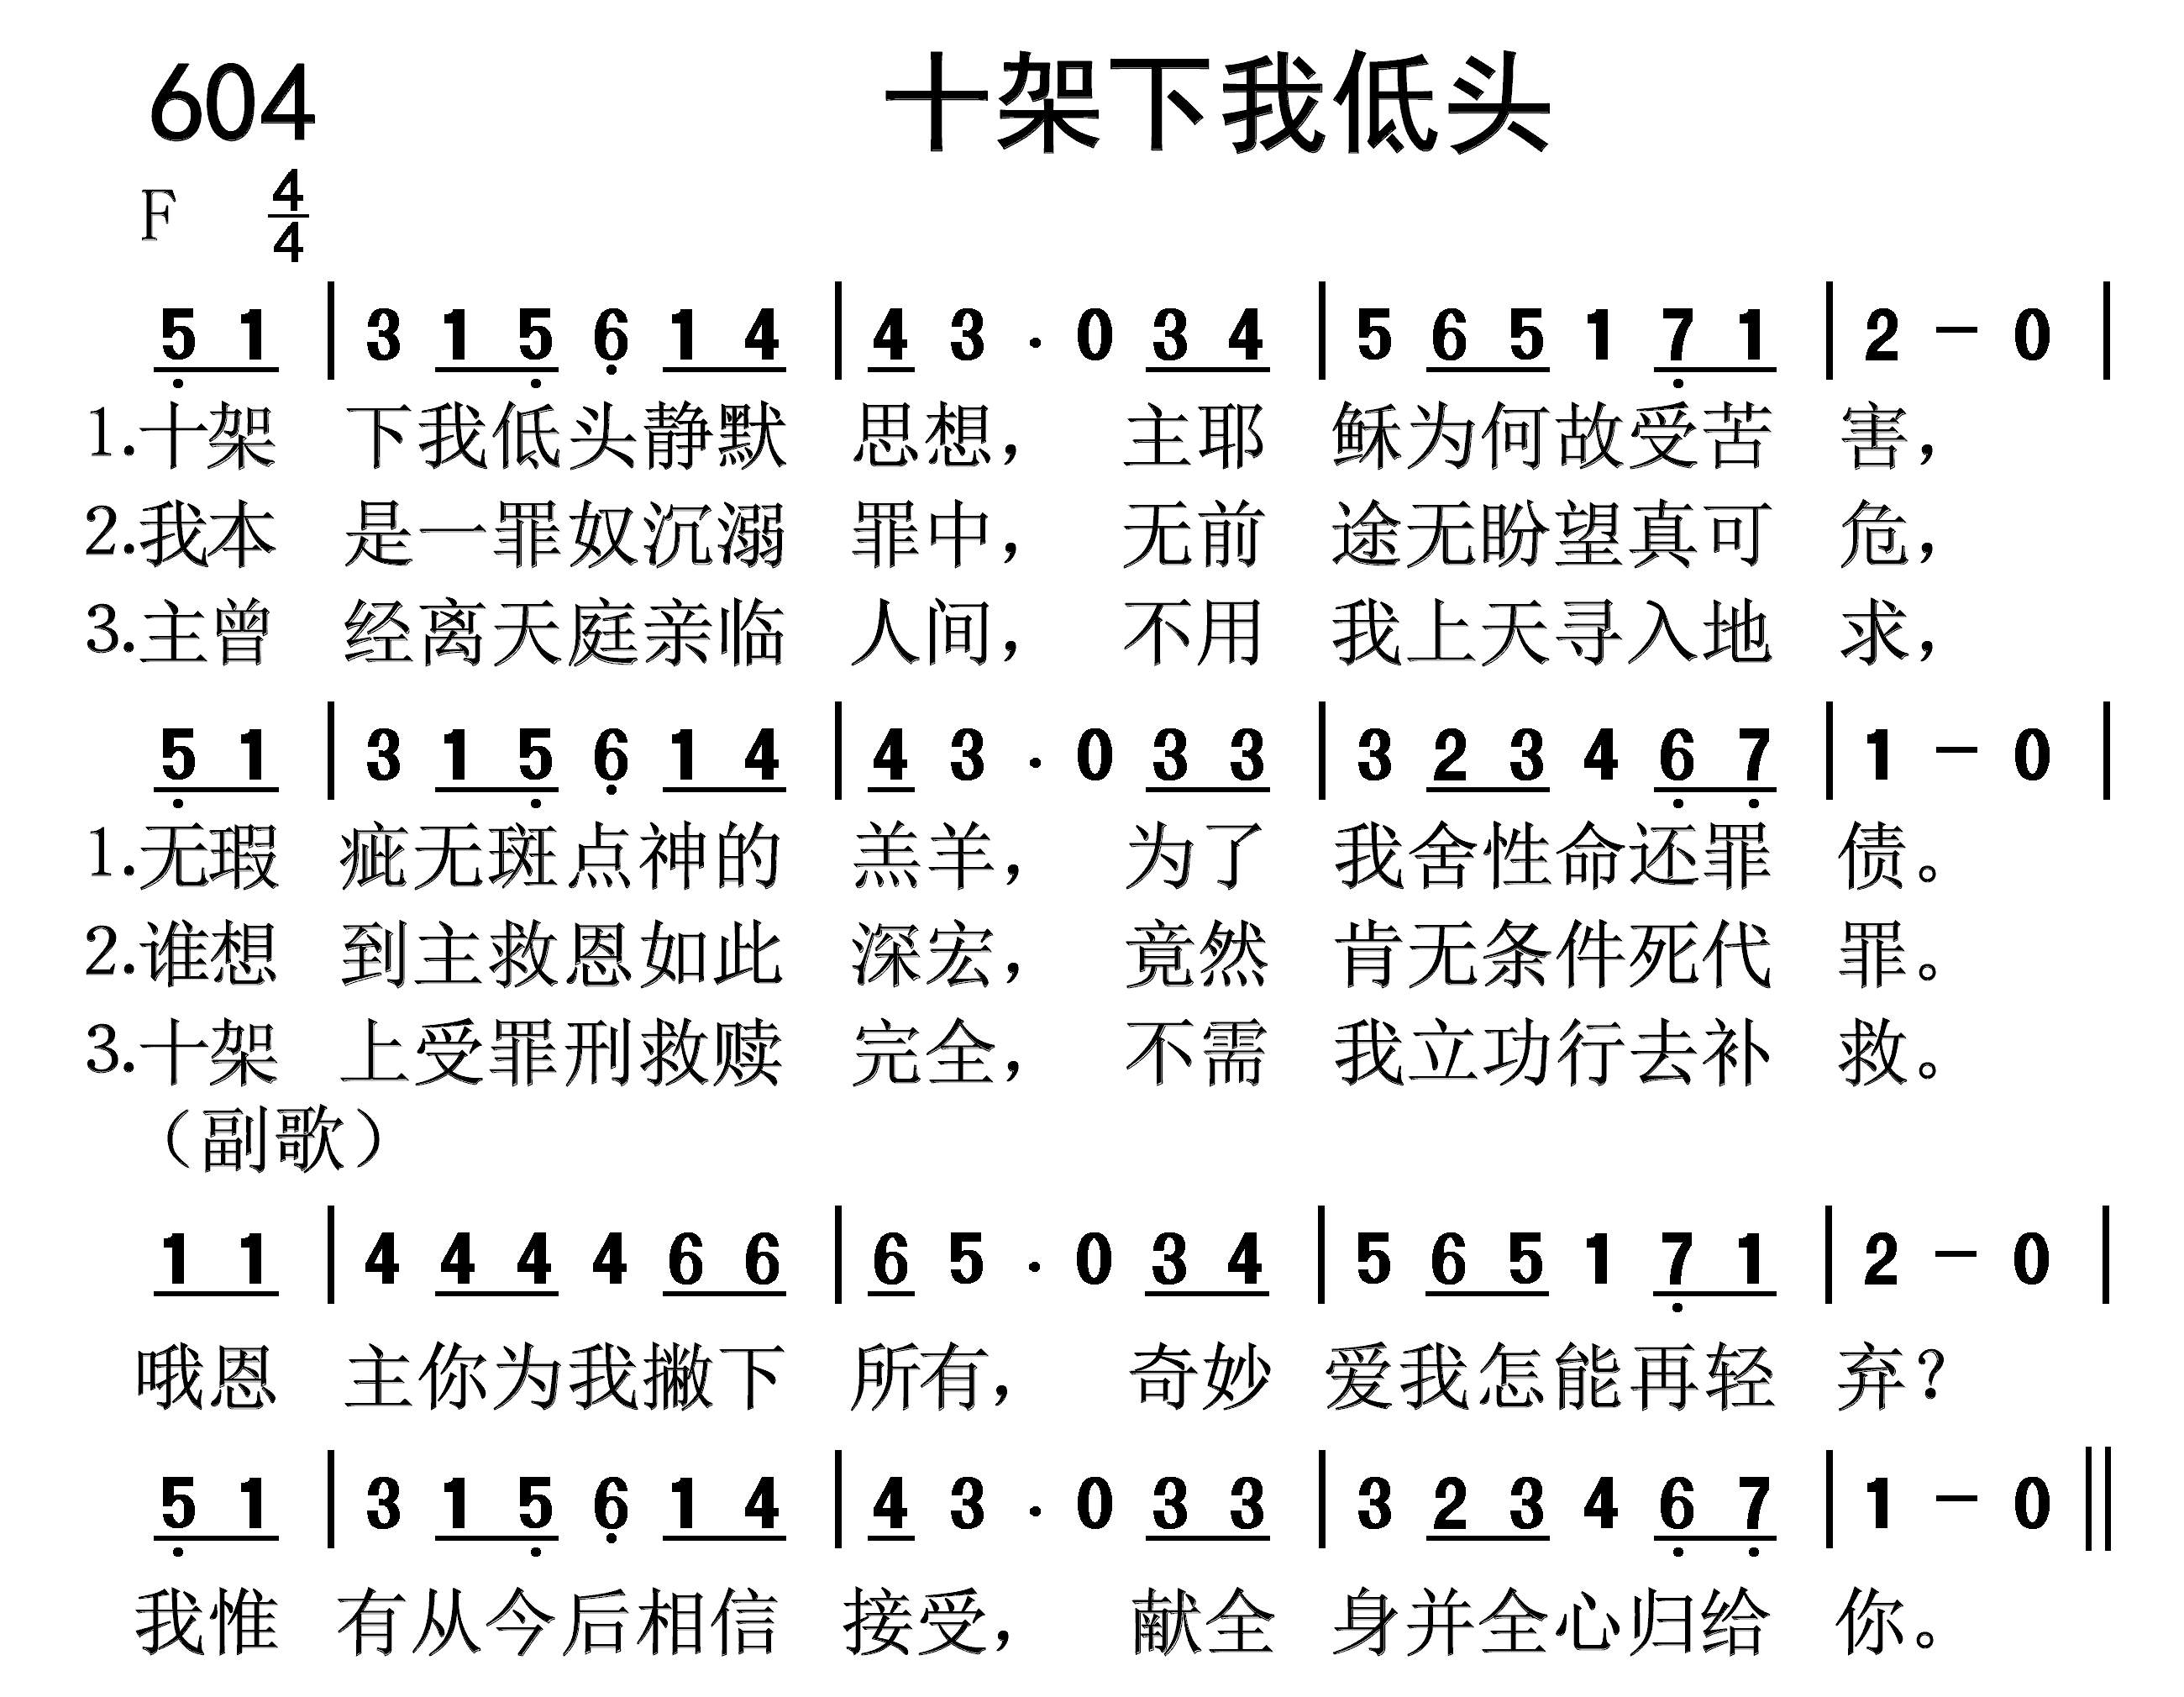 604 十架下我低头
F 4/4
5 1 | 3 1 5 6 1 4 | 4 3 · 0 3 4 | 5 6 5 1 7 1 | 2 － 0 |
1.十架 下我低头静默 思想， 主耶 稣为何故受苦 害，
2.我本 是一罪奴沉溺 罪中， 无前 途无盼望真可 危，
3.主曾 经离天庭亲临 人间， 不用 我上天寻入地 求，
5 1 | 3 1 5 6 1 4 | 4 3 · 0 3 3 | 3 2 3 4 6 7 | 1 － 0 |
1.无瑕 疵无斑点神的 羔羊， 为了 我舍性命还罪 债。
2.谁想 到主救恩如此 深宏， 竟然 肯无条件死代 罪。
3.十架 上受罪刑救赎 完全， 不需 我立功行去补 救。
（副歌）
1 1 | 4 4 4 4 6 6 | 6 5 · 0 3 4 | 5 6 5 1 7 1 | 2 － 0 |
哦恩 主你为我撇下 所有， 奇妙 爱我怎能再轻 弃？
5 1 | 3 1 5 6 1 4 | 4 3 · 0 3 3 | 3 2 3 4 6 7 | 1 － 0 ‖
我惟 有从今后相信 接受， 献全 身并全心归给 你。